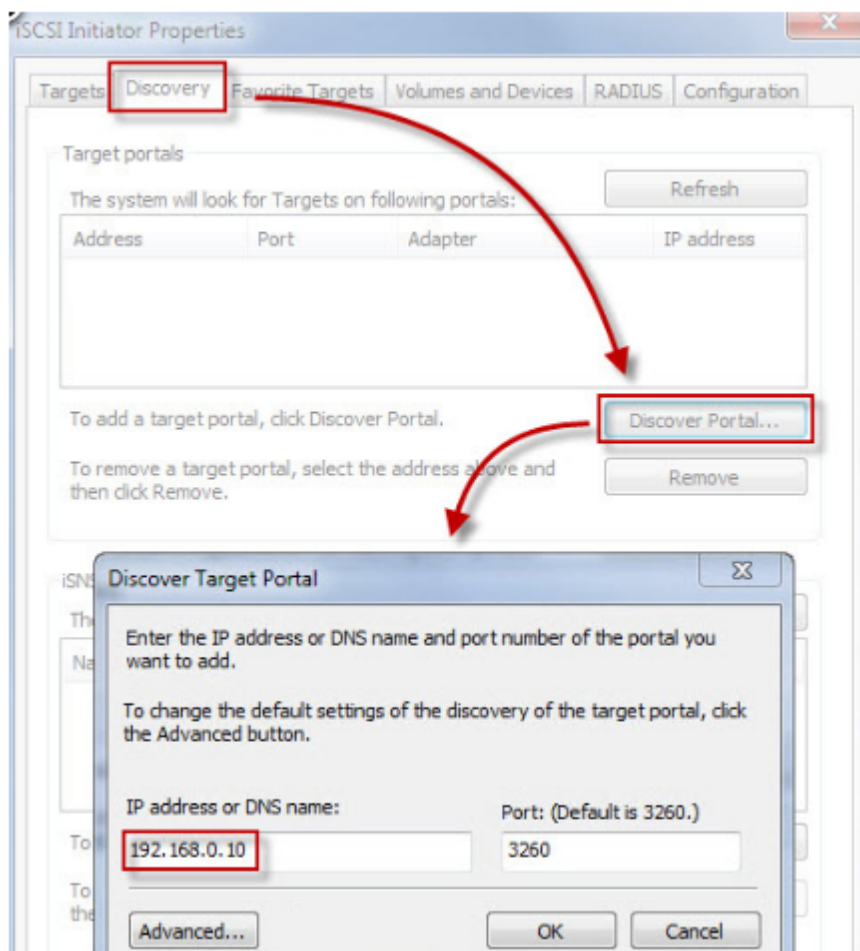 iSCSI Initiator Properties
Targets Discovery Favorite Targets Volumes and Devices RADIUS Configuration
Target portals
The system will look for Targets on following portals:
Refresh
Address Port Adapter IP address
To add a target portal, click Discover Portal.
Discover Portal...
To remove a target portal, select the address above and
then click Remove.
Remove
iSNS
Discover Target Portal
Enter the IP address or DNS name and port number of the portal you
want to add.
To change the default settings of the discovery of the target portal, click
the Advanced button.
IP address or DNS name:
Port: (Default is 3260.)
192.168.0.10
3260
To
To
the
Advanced...
OK
Cancel